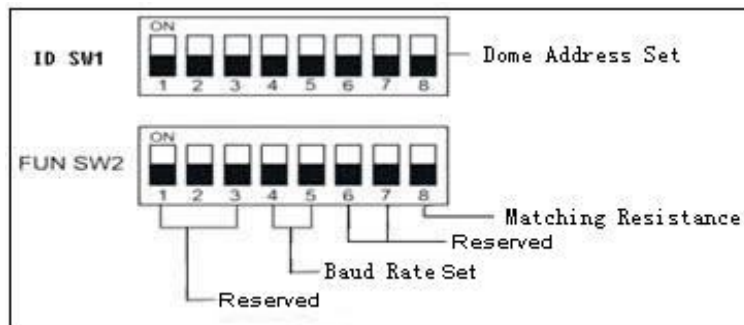 ON
ID SW1
Dome Address Set
1 2 3 4 5 6 7 8
ON
FUN SW2
1 2 3 4 5 6 7 8
Matching Resistance
Reserved
Baud Rate Set
Reserved